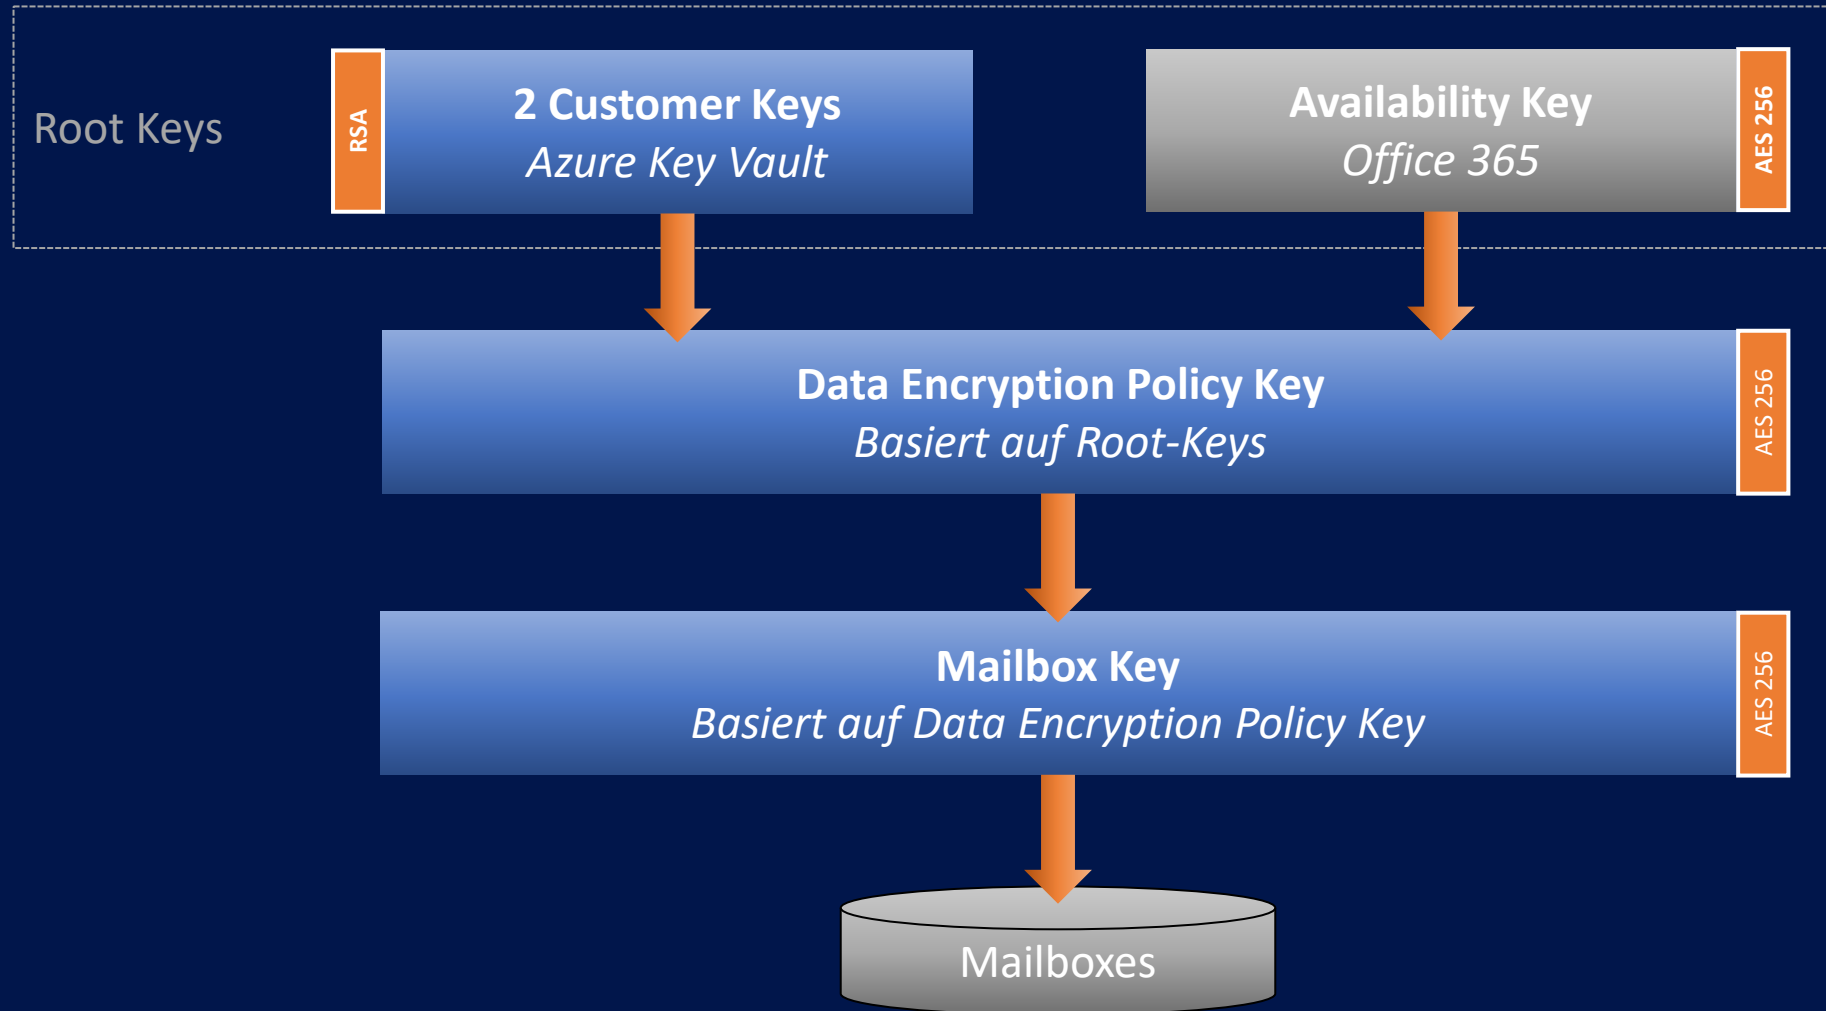 Root Keys
RSA
2 Customer Keys
Azure Key Vault
Availability Key
Office 365
AES 256
Data Encryption Policy Key
Basiert auf Root-Keys
AES 256
Mailbox Key
Basiert auf Data Encryption Policy Key
AES 256
Mailboxes